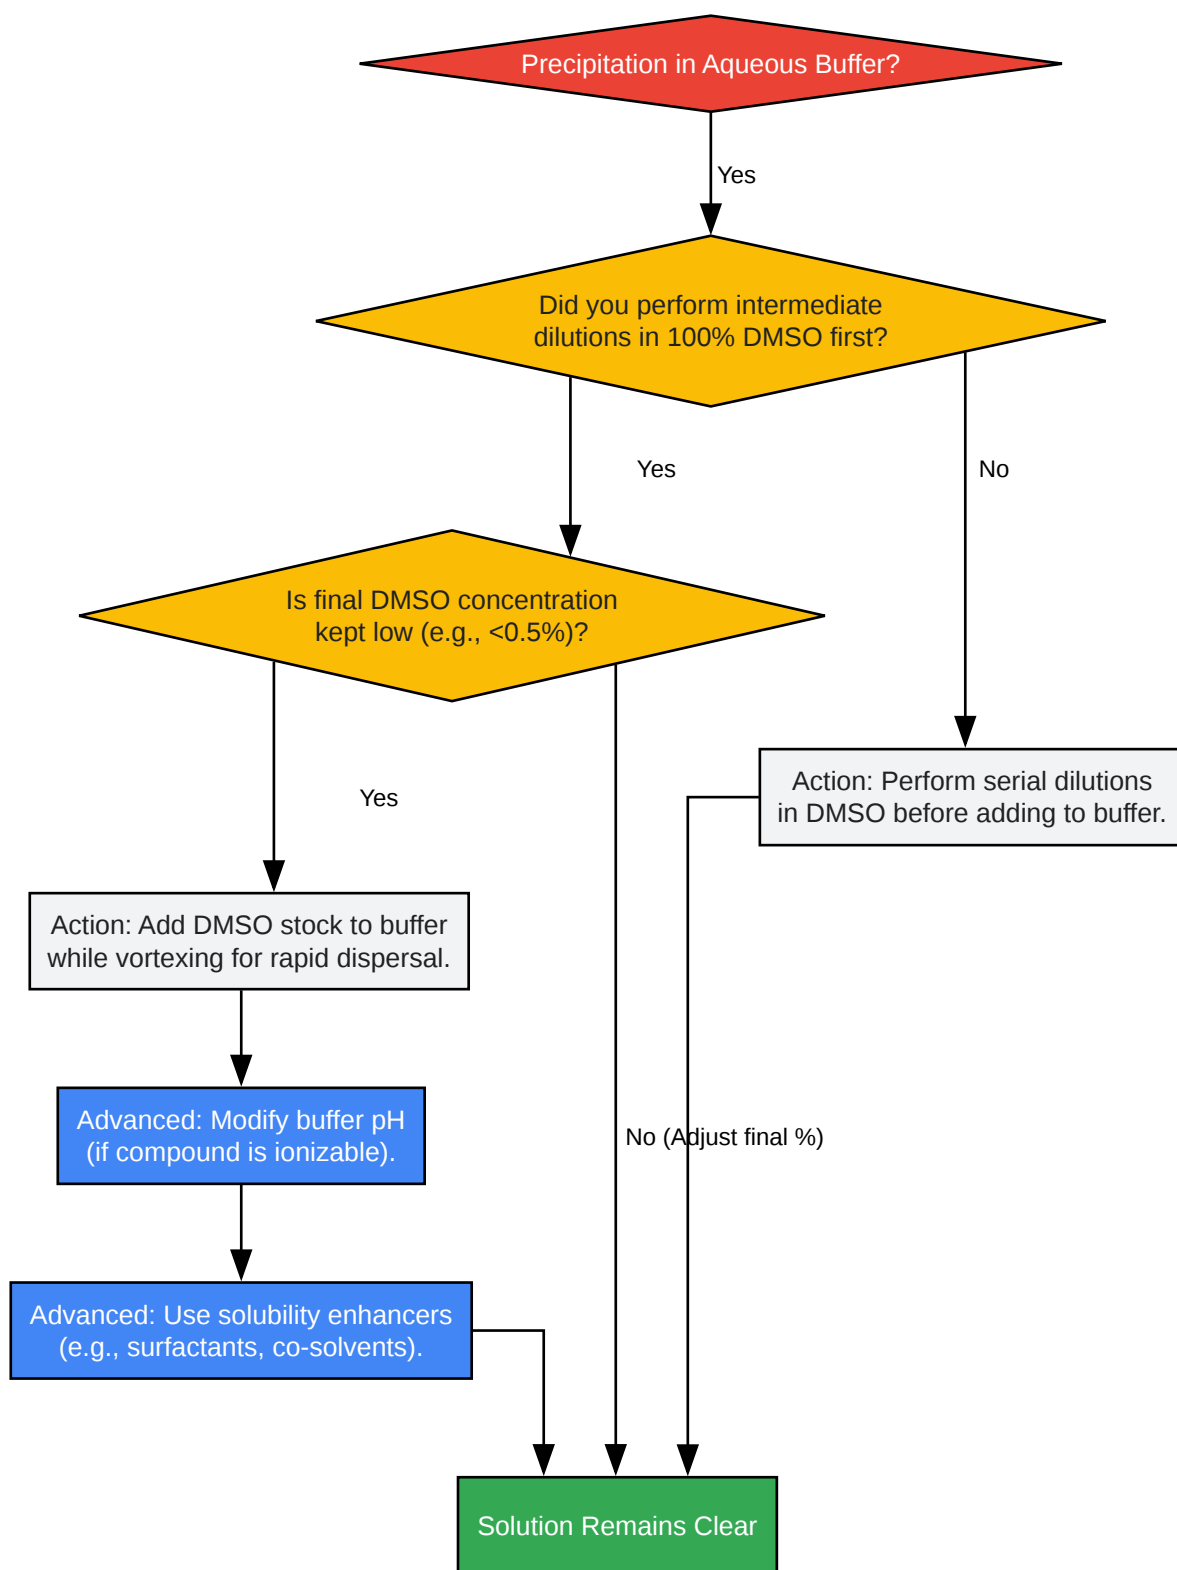 Precipitation in Aqueous Buffer?
Yes
Did you perform intermediate
dilutions in 100% DMSO first?
Yes
No
Is final DMSO concentration
kept low (e.g., <0.5%)?
Action: Perform serial dilutions
in DMSO before adding to buffer.
Yes
Action: Add DMSO stock to buffer
while vortexing for rapid dispersal.
Advanced: Modify buffer pH
(if compound is ionizable).
No (Adjust final %)
Advanced: Use solubility enhancers
(e.g., surfactants, co-solvents).
Solution Remains Clear